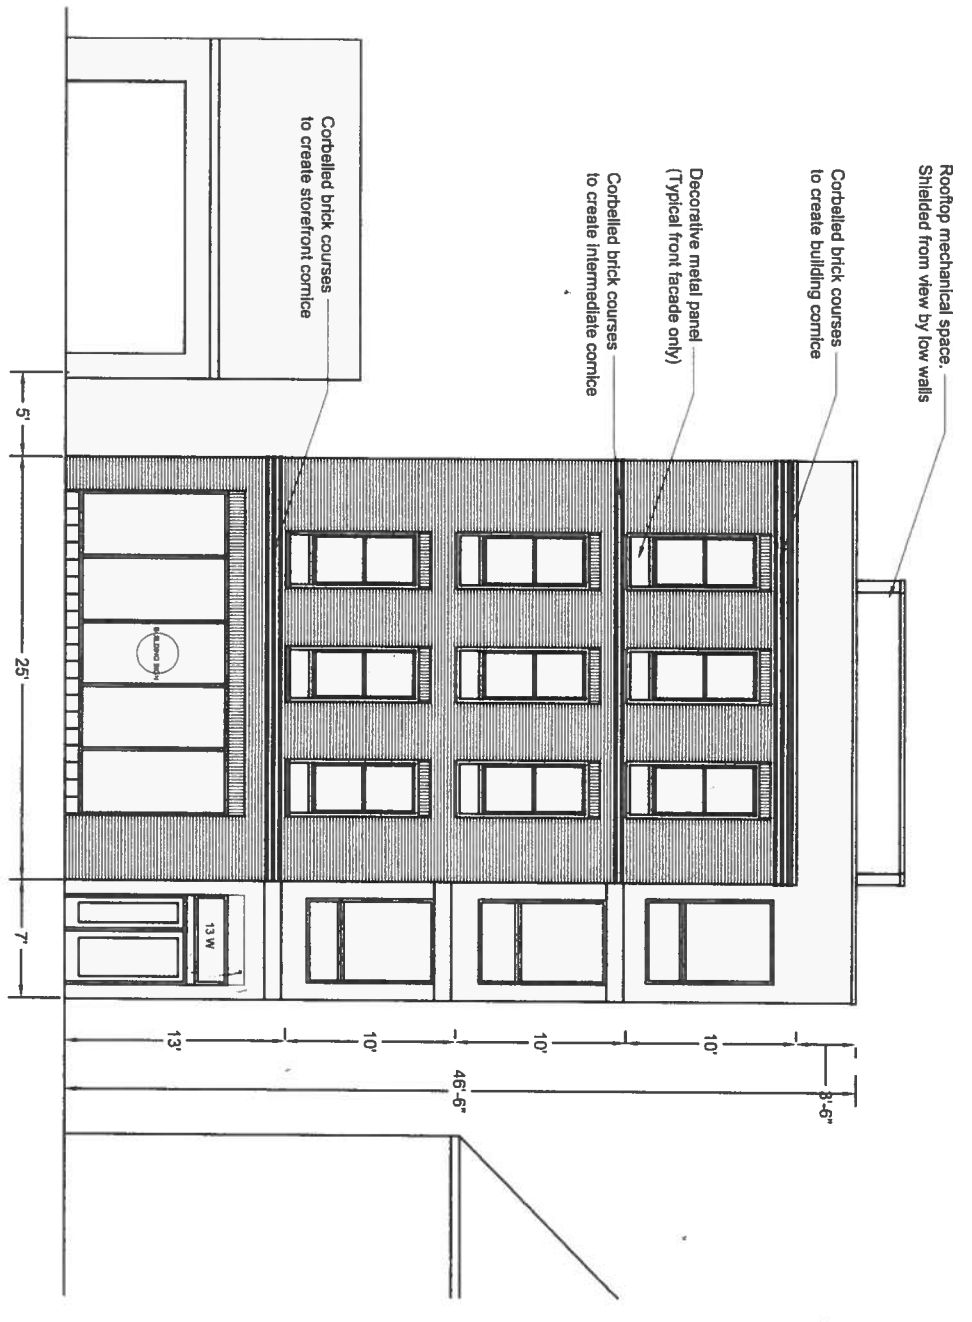 Rooftop mechanical space.
Shielded from view by low walls
Corbelled brick courses
to create building cornice
Decorative metal panel
(Typical front facade only)
Corbelled brick courses
to create intermediate cornice
Corbelled brick courses
to create storefront cornice
BUILDING SIGN
13 W
3'-6"
10'
10'
10'
13'
46'-6"
5'
25'
7'